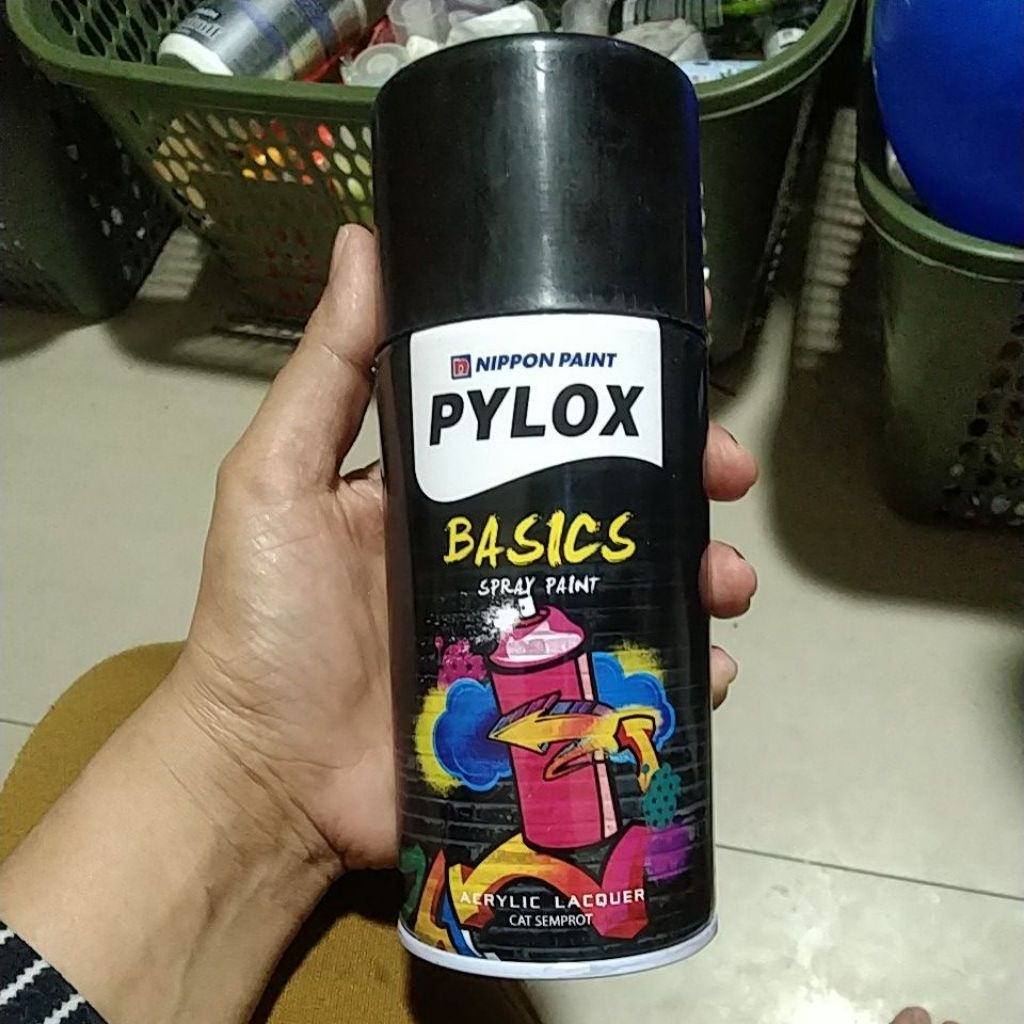 NIPPON PAINT
PYLOX
BASICS
SPRAY PAINT
ACRYLIC LACQUER
CAT SEMPROT